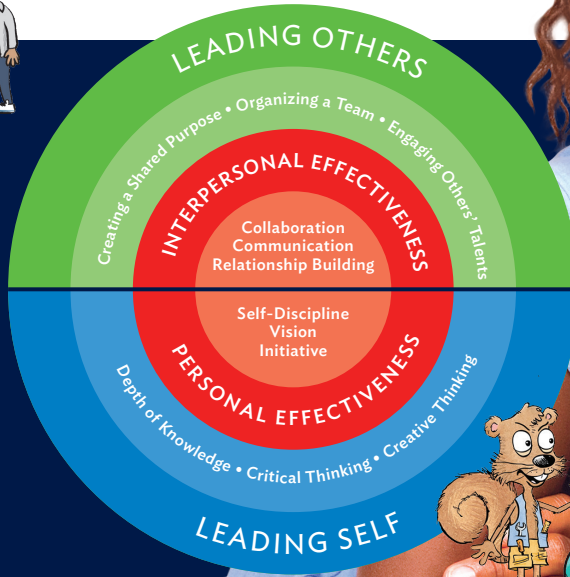 LEADING OTHERS
Creating a Shared Purpose • Organizing a Team • Engaging Others' Talents
INTERPERSONAL EFFECTIVENESS
Collaboration
Communication
Relationship Building
Self-Discipline
Vision
Initiative
PERSONAL EFFECTIVENESS
Depth of Knowledge • Critical Thinking • Creative Thinking
LEADING SELF